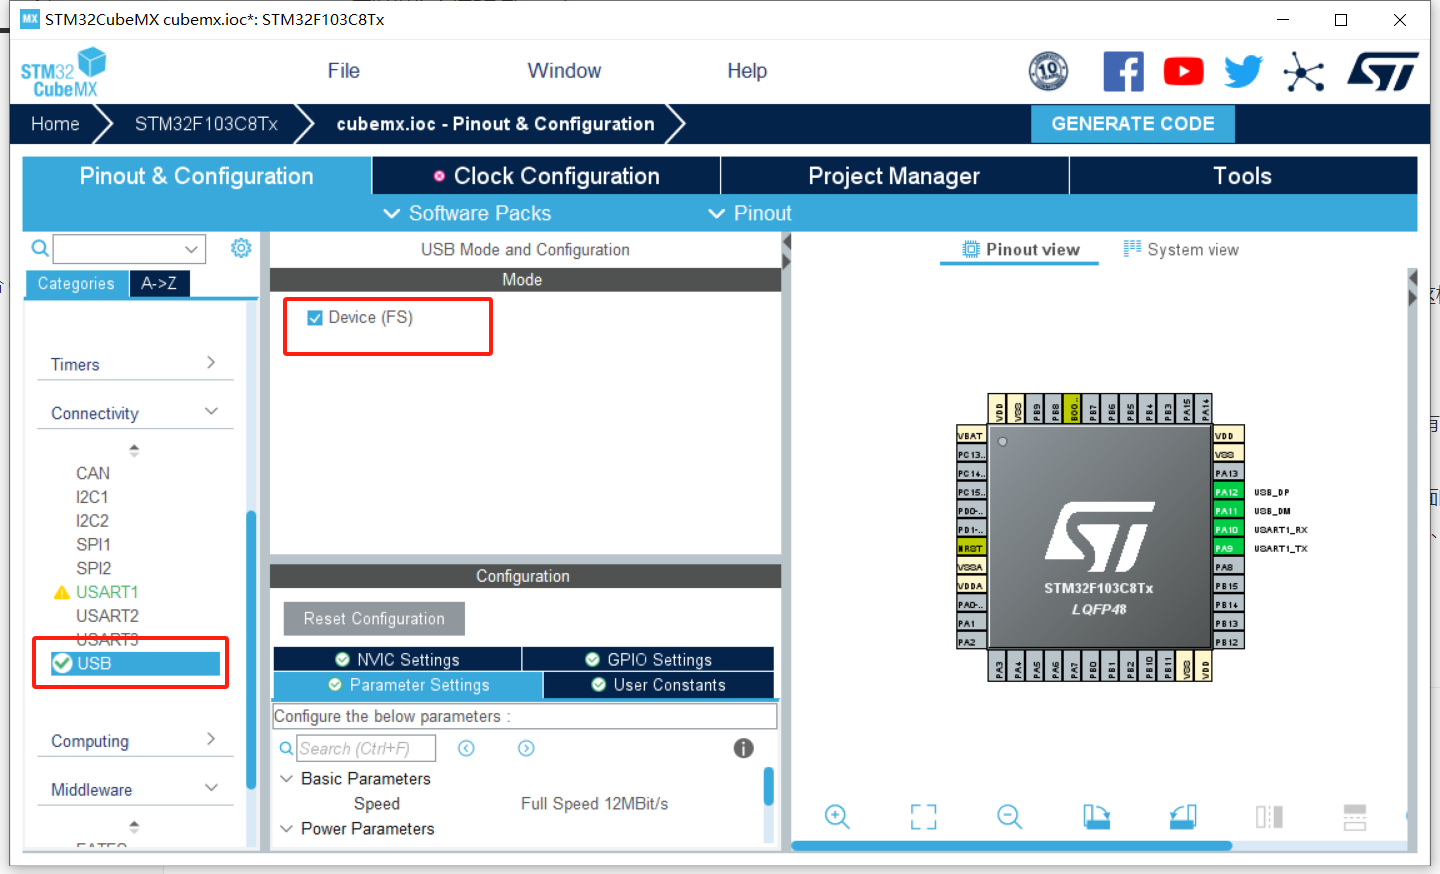 STM32CubeMX cubemx.ioc*: STM32F103C8Tx
STM32
CubeMX
File
Window
Help
10
Home
STM32F103C8Tx
cubemx.ioc - Pinout & Configuration
GENERATE CODE
Pinout & Configuration
Clock Configuration
Project Manager
Tools
Software Packs
Pinout
Categories
A->Z
Timers
Connectivity
CAN
I2C1
I2C2
SPI1
SPI2
USART1
USART2
USART3
USB
Computing
Middleware
USB Mode and Configuration
Mode
Device (FS)
Configuration
Reset Configuration
NVIC Settings
GPIO Settings
Parameter Settings
User Constants
Configure the below parameters :
Search (Ctrl+F)
Basic Parameters
Speed
Full Speed 12MBit/s
Power Parameters
Pinout view
System view
VDD
VSS
PB9
PB8
BOO..
PB7
PB6
PB5
PB4
PB3
PA15
PA14
VBAT
PC13..
PC14..
PC15..
PD0-..
PD1-..
NRST
VSSA
VDDA
PA0-..
PA1
PA2
VDD
VSS
PA13
PA12 USB_DP
PA11 USB_DM
PA10 USART1_RX
PA9 USART1_TX
PA8
PB15
PB14
PB13
PB12
ST
STM32F103C8Tx
LQFP48
PA3
PA4
PA5
PA6
PA7
PB0
PB1
PB2
PB10
PB11
VSS
VDD